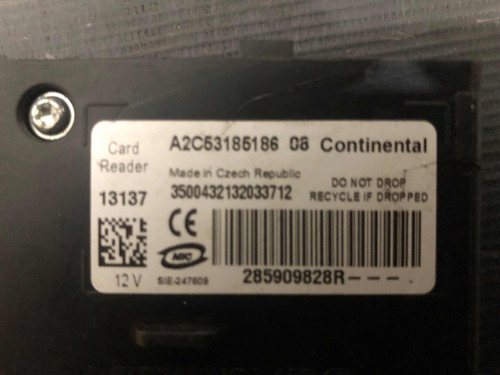 Card Reader
A2C53185186 08 Continental
Made in Czech Republic
13137
3500432132033712
DO NOT DROP
RECYCLE IF DROPPED
CE
MIC
12 V
SIE-247609
285909828R---